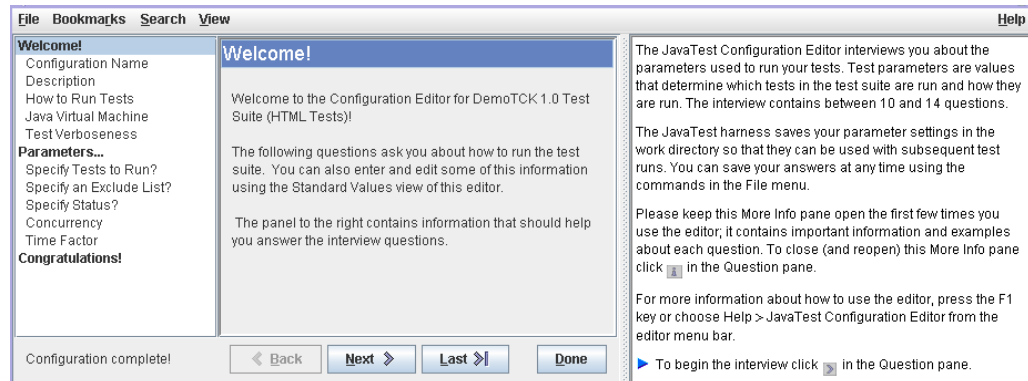 File Bookmarks Search View Help
Welcome!
Configuration Name
Description
How to Run Tests
Java Virtual Machine
Test Verboseness
Parameters...
Specify Tests to Run?
Specify an Exclude List?
Specify Status?
Concurrency
Time Factor
Congratulations!
Welcome!
Welcome to the Configuration Editor for DemoTCK 1.0 Test
Suite (HTML Tests)!
The following questions ask you about how to run the test
suite. You can also enter and edit some of this information
using the Standard Values view of this editor.
The panel to the right contains information that should help
you answer the interview questions.
Configuration complete!
Back Next Last Done
The JavaTest Configuration Editor interviews you about the
parameters used to run your tests. Test parameters are values
that determine which tests in the test suite are run and how they
are run. The interview contains between 10 and 14 questions.
The JavaTest harness saves your parameter settings in the
work directory so that they can be used with subsequent test
runs. You can save your answers at any time using the
commands in the File menu.
Please keep this More Info pane open the first few times you
use the editor; it contains important information and examples
about each question. To close (and reopen) this More Info pane
click i in the Question pane.
For more information about how to use the editor, press the F1
key or choose Help > JavaTest Configuration Editor from the
editor menu bar.
To begin the interview click in the Question pane.